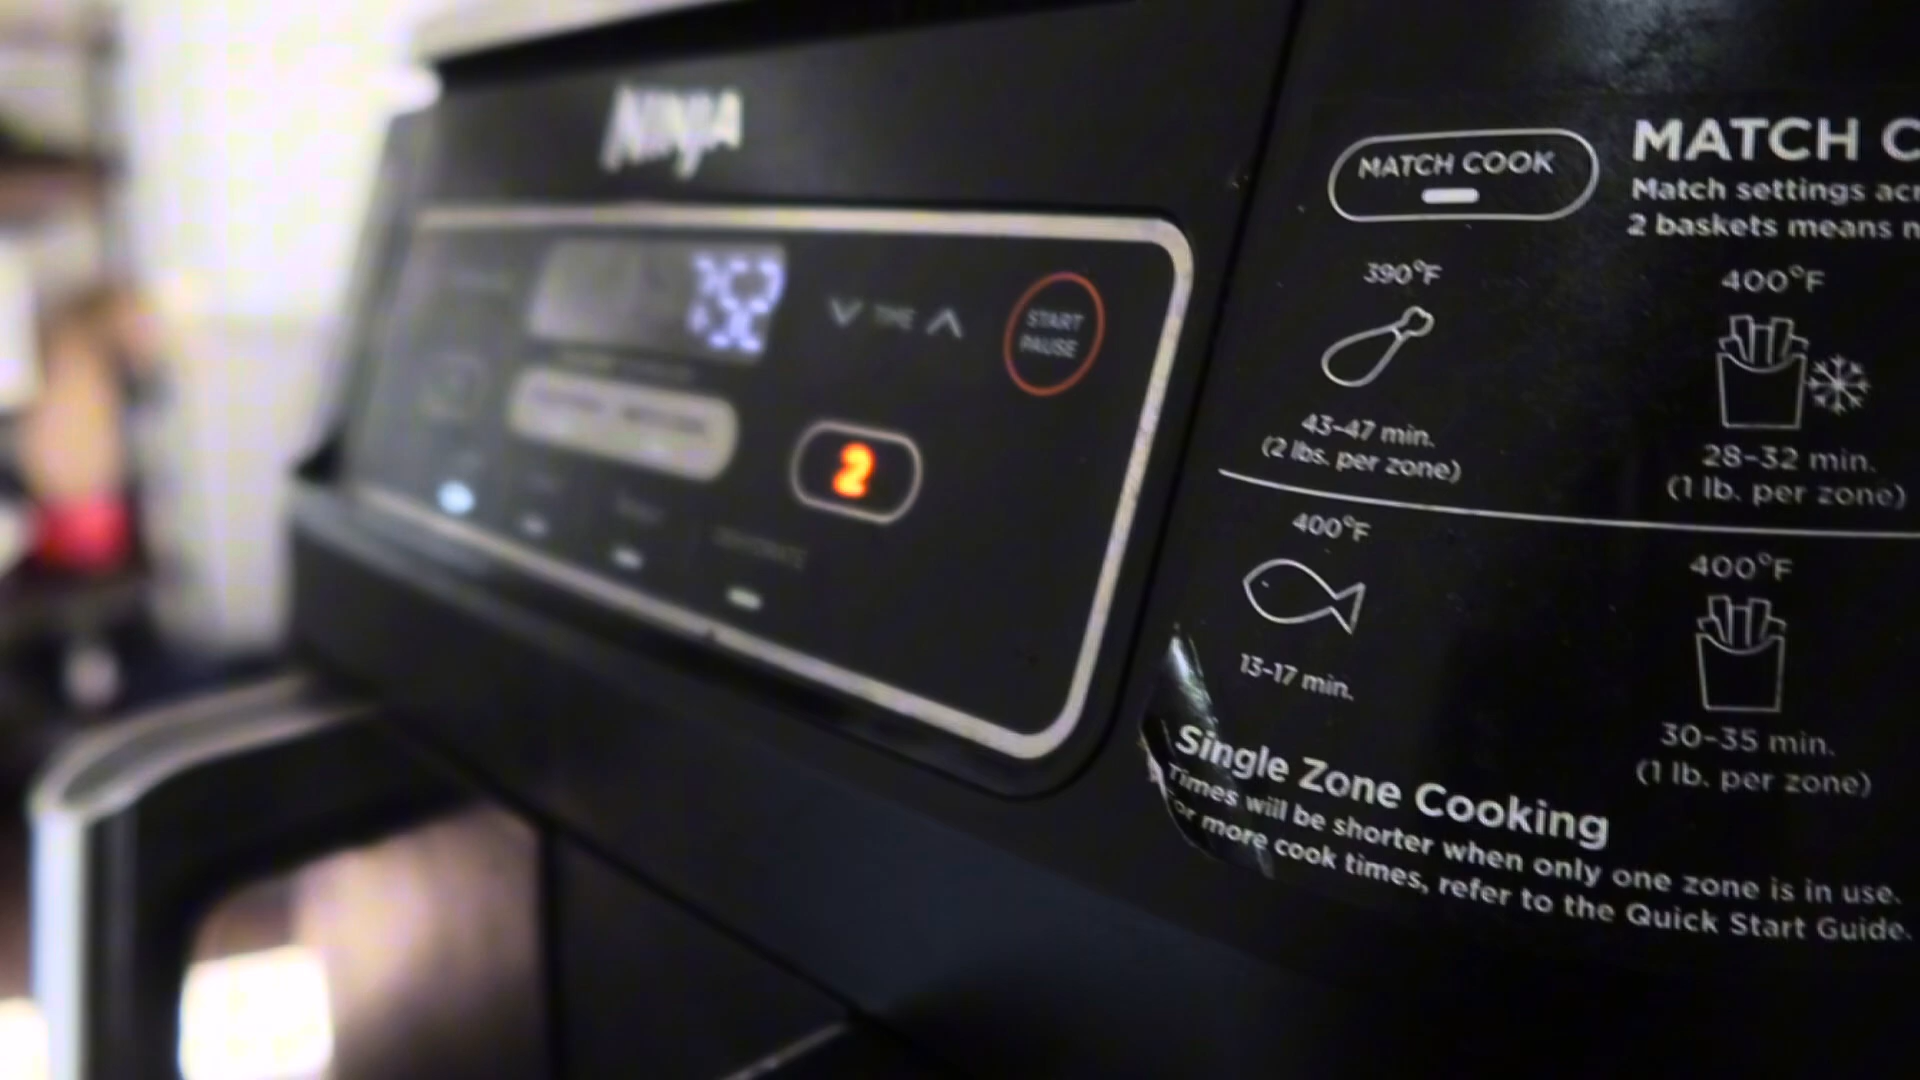 NINJA
:52
TIME
START
PAUSE
2
MATCH COOK
MATCH C
Match settings acr
2 baskets means n
390°F
400°F
43-47 min.
(2 lbs. per zone)
28-32 min.
(1 lb. per zone)
400°F
400°F
13-17 min.
30-35 min.
(1 lb. per zone)
Single Zone Cooking
Times will be shorter when only one zone is in use.
For more cook times, refer to the Quick Start Guide.